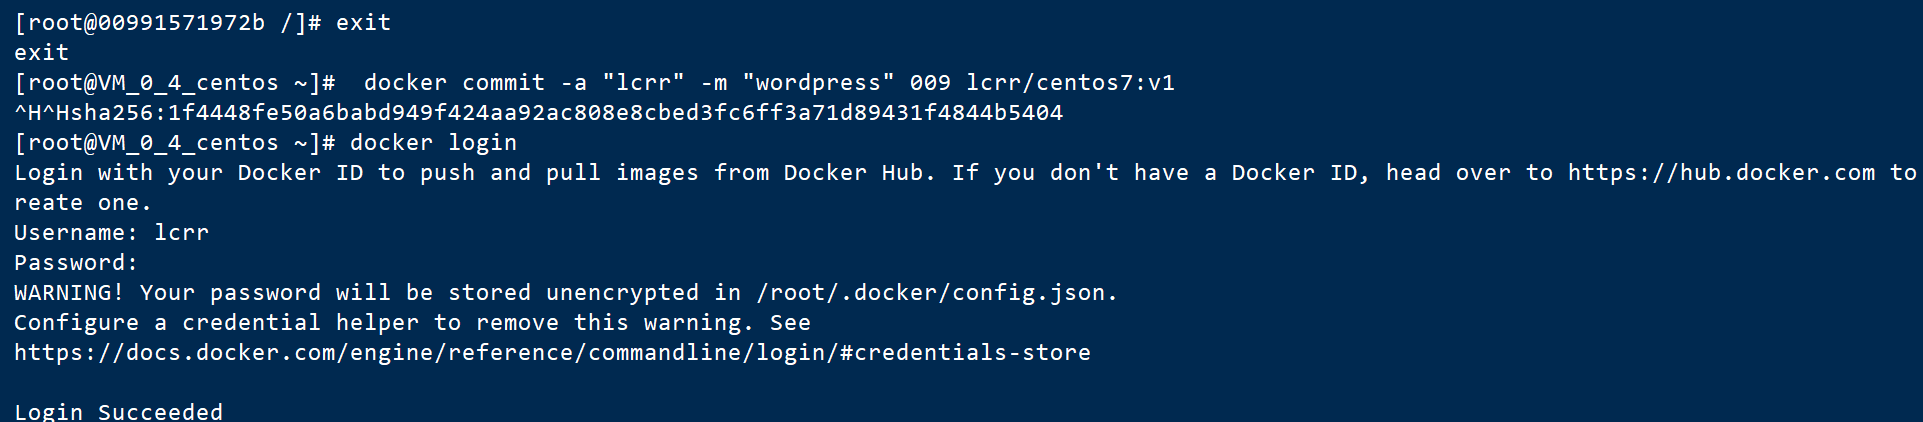 [root@00991571972b /]# exit
exit
[root@VM_0_4_centos ~]#  docker commit -a "lcrr" -m "wordpress" 009 lcrr/centos7:v1
^H^Hsha256:1f4448fe50a6babd949f424aa92ac808e8cbed3fc6ff3a71d89431f4844b5404
[root@VM_0_4_centos ~]# docker login
Login with your Docker ID to push and pull images from Docker Hub. If you don't have a Docker ID, head over to https://hub.docker.com to
reate one.
Username: lcrr
Password:
WARNING! Your password will be stored unencrypted in /root/.docker/config.json.
Configure a credential helper to remove this warning. See
https://docs.docker.com/engine/reference/commandline/login/#credentials-store
Login Succeeded